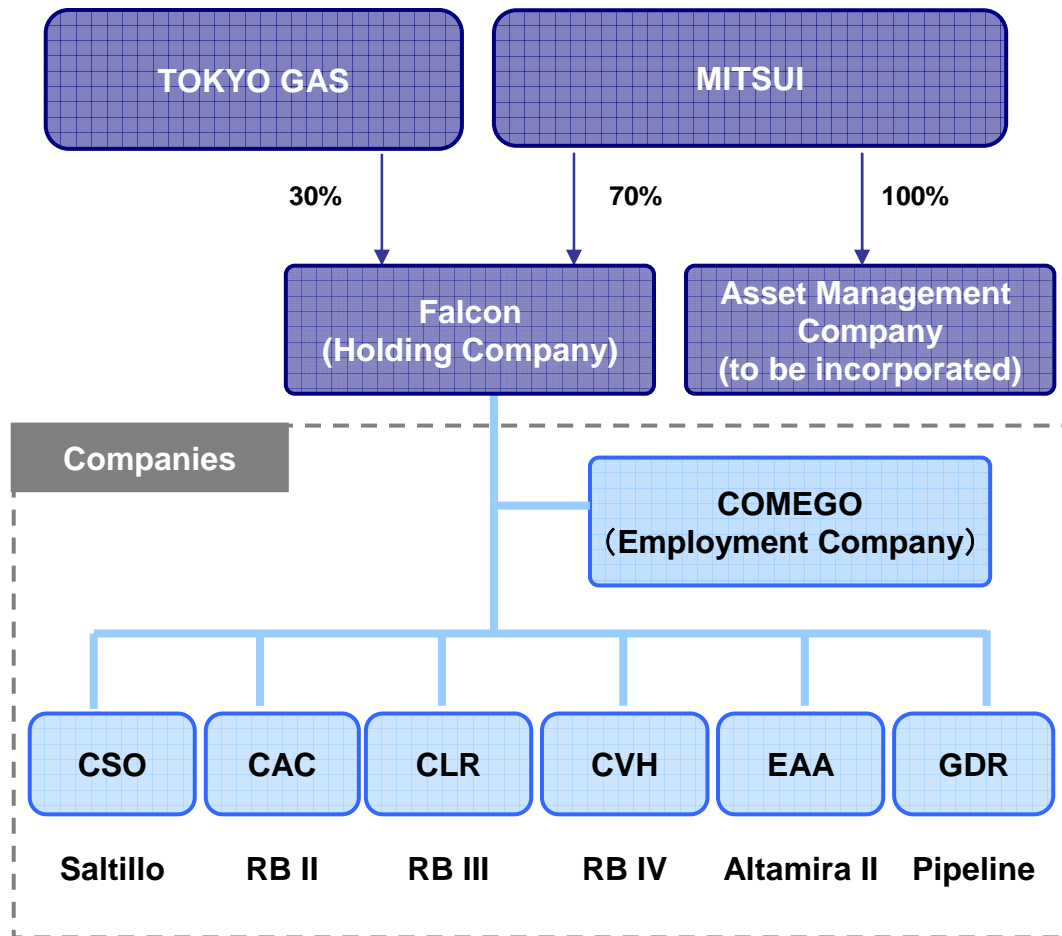 TOKYO GAS
MITSUI
30%
70%
100%
Falcon
(Holding Company)
Asset Management
Company
(to be incorporated)
Companies
COMEGO
（Employment Company）
CSO
CAC
CLR
CVH
EAA
GDR
Saltillo
RB II
RB III
RB IV
Altamira II
Pipeline